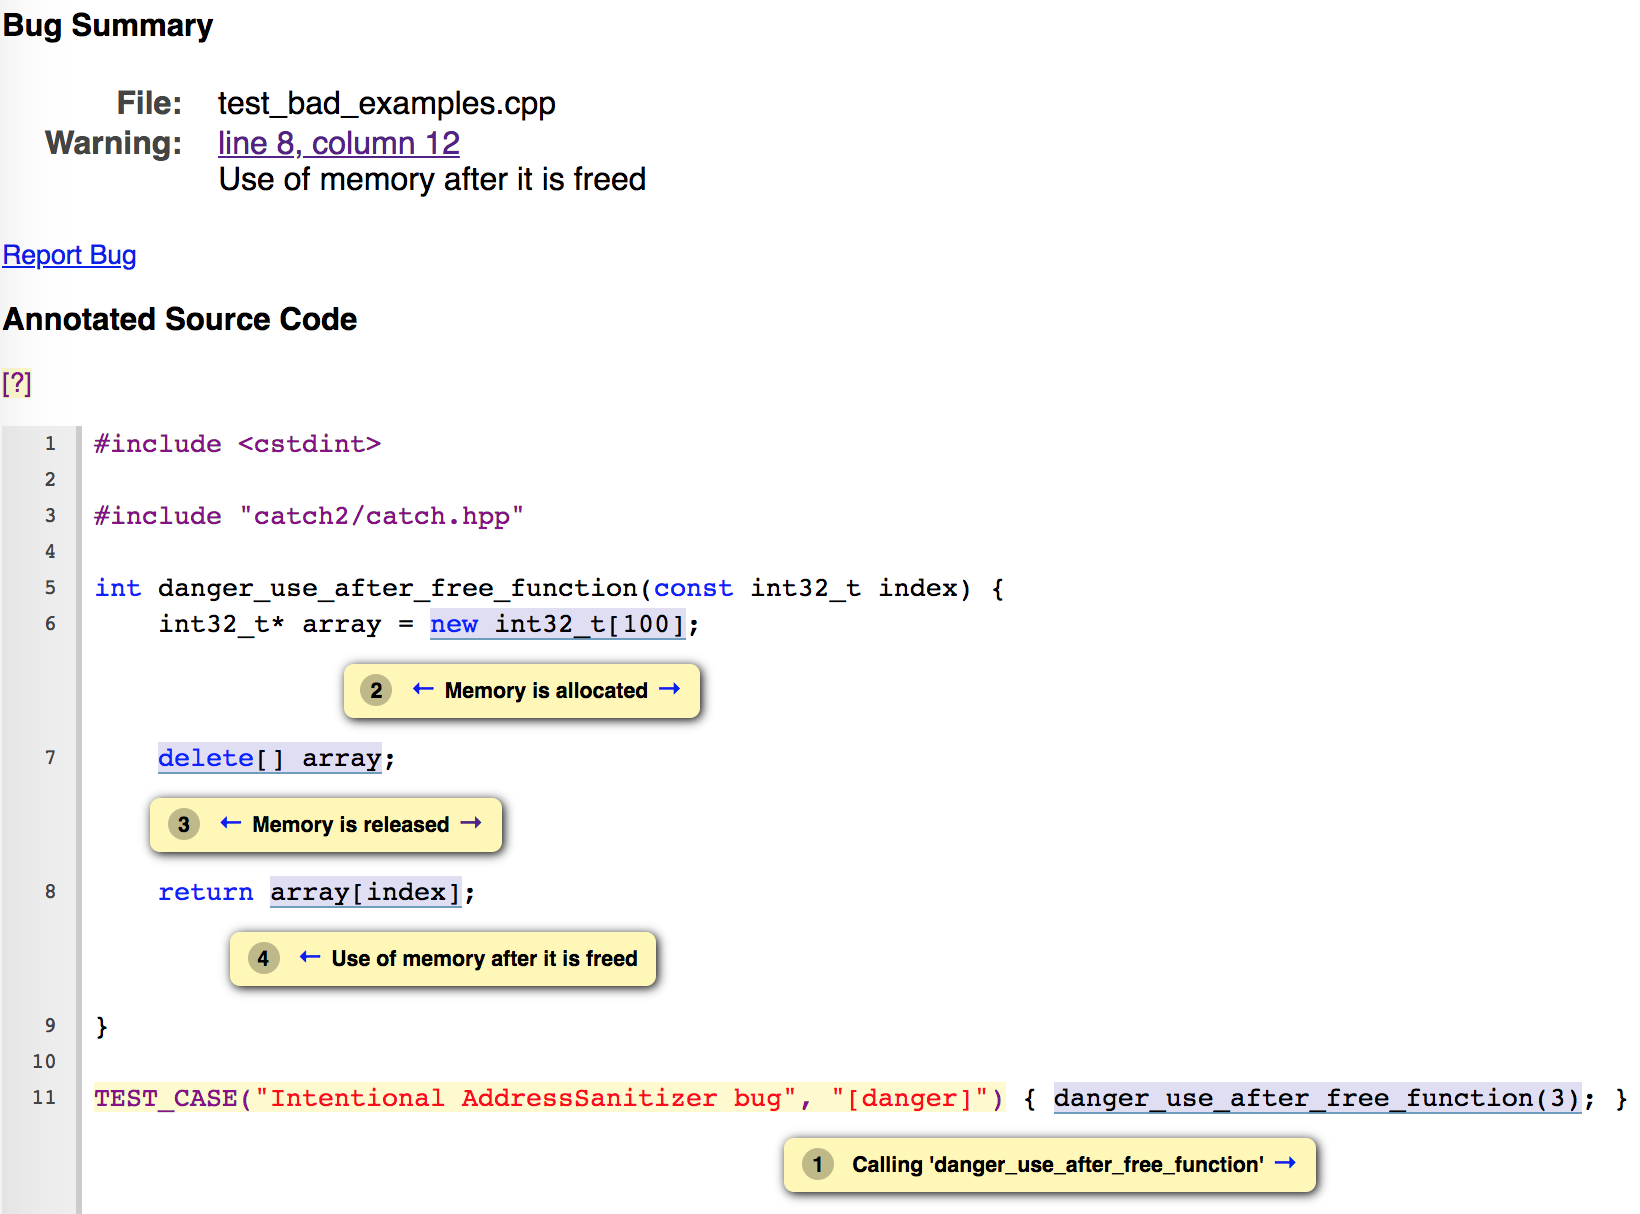 Bug Summary
File: test_bad_examples.cpp
Warning: line 8, column 12
Use of memory after it is freed
Report Bug
Annotated Source Code
[?]
1 #include <cstdint>
2
3 #include "catch2/catch.hpp"
4
5 int danger_use_after_free_function(const int32_t index) {
6     int32_t* array = new int32_t[100];
2 ← Memory is allocated →
7     delete[] array;
3 ← Memory is released →
8     return array[index];
4 ← Use of memory after it is freed
9 }
10
11 TEST_CASE("Intentional AddressSanitizer bug", "[danger]") { danger_use_after_free_function(3); }
1 Calling 'danger_use_after_free_function' →